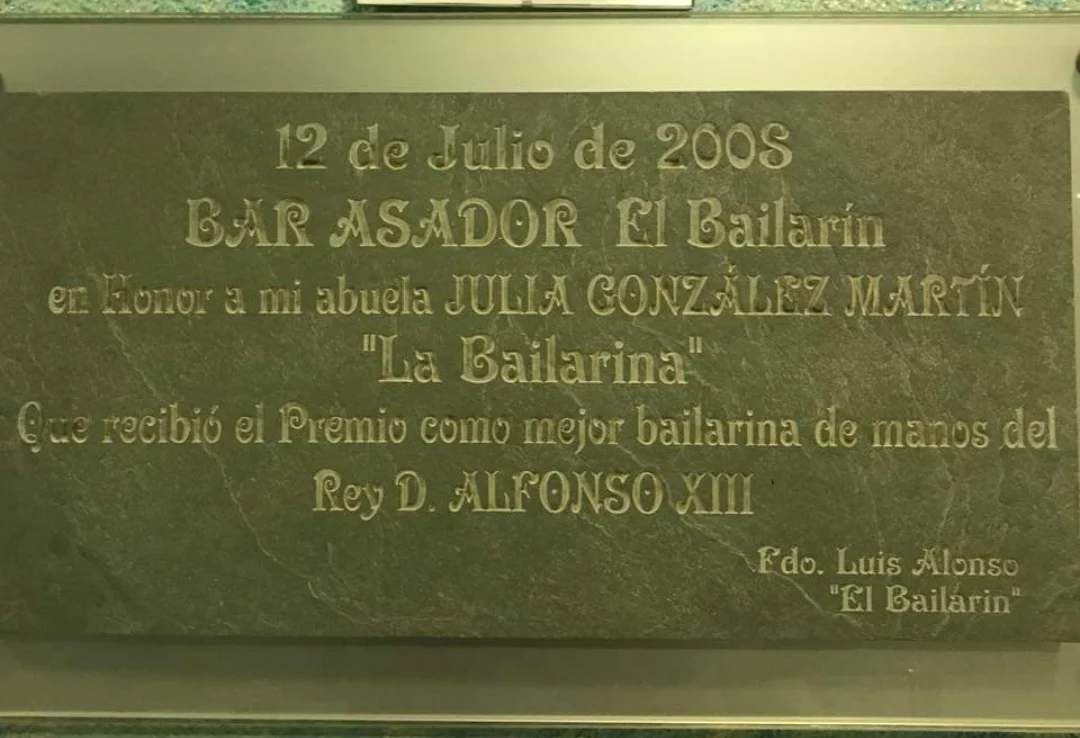 12 de Julio de 2008
BAR ASADOR El Bailarín
en Honor a mi abuela JULIA GONZÁLEZ MARTÍN
"La Bailarina"
Que recibió el Premio como mejor bailarina de manos del
Rey D. ALFONSO XIII
Fdo. Luis Alonso
"El Bailarin"